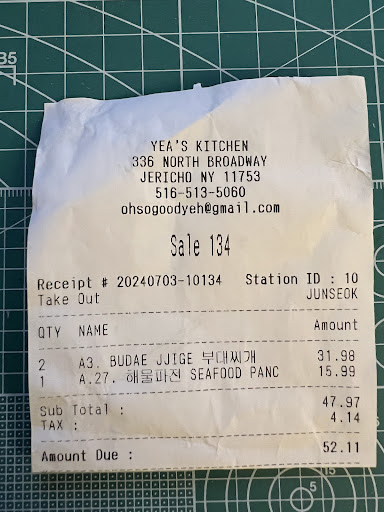 YEA'S KITCHEN
336 NORTH BROADWAY
JERICHO NY 11753
516-513-5060
ohsogoodyeh@gmail.com
Sale 134
Receipt # 20240703-10134 Station ID : 10
Take Out JUNSEOK
QTY NAME Amount
2 A3. BUDAE JJIGE 부대찌개 31.98
1 A.27. 해물파전 SEAFOOD PANC 15.99
Sub Total : 47.97
TAX : 4.14
Amount Due : 52.11
35
15
5